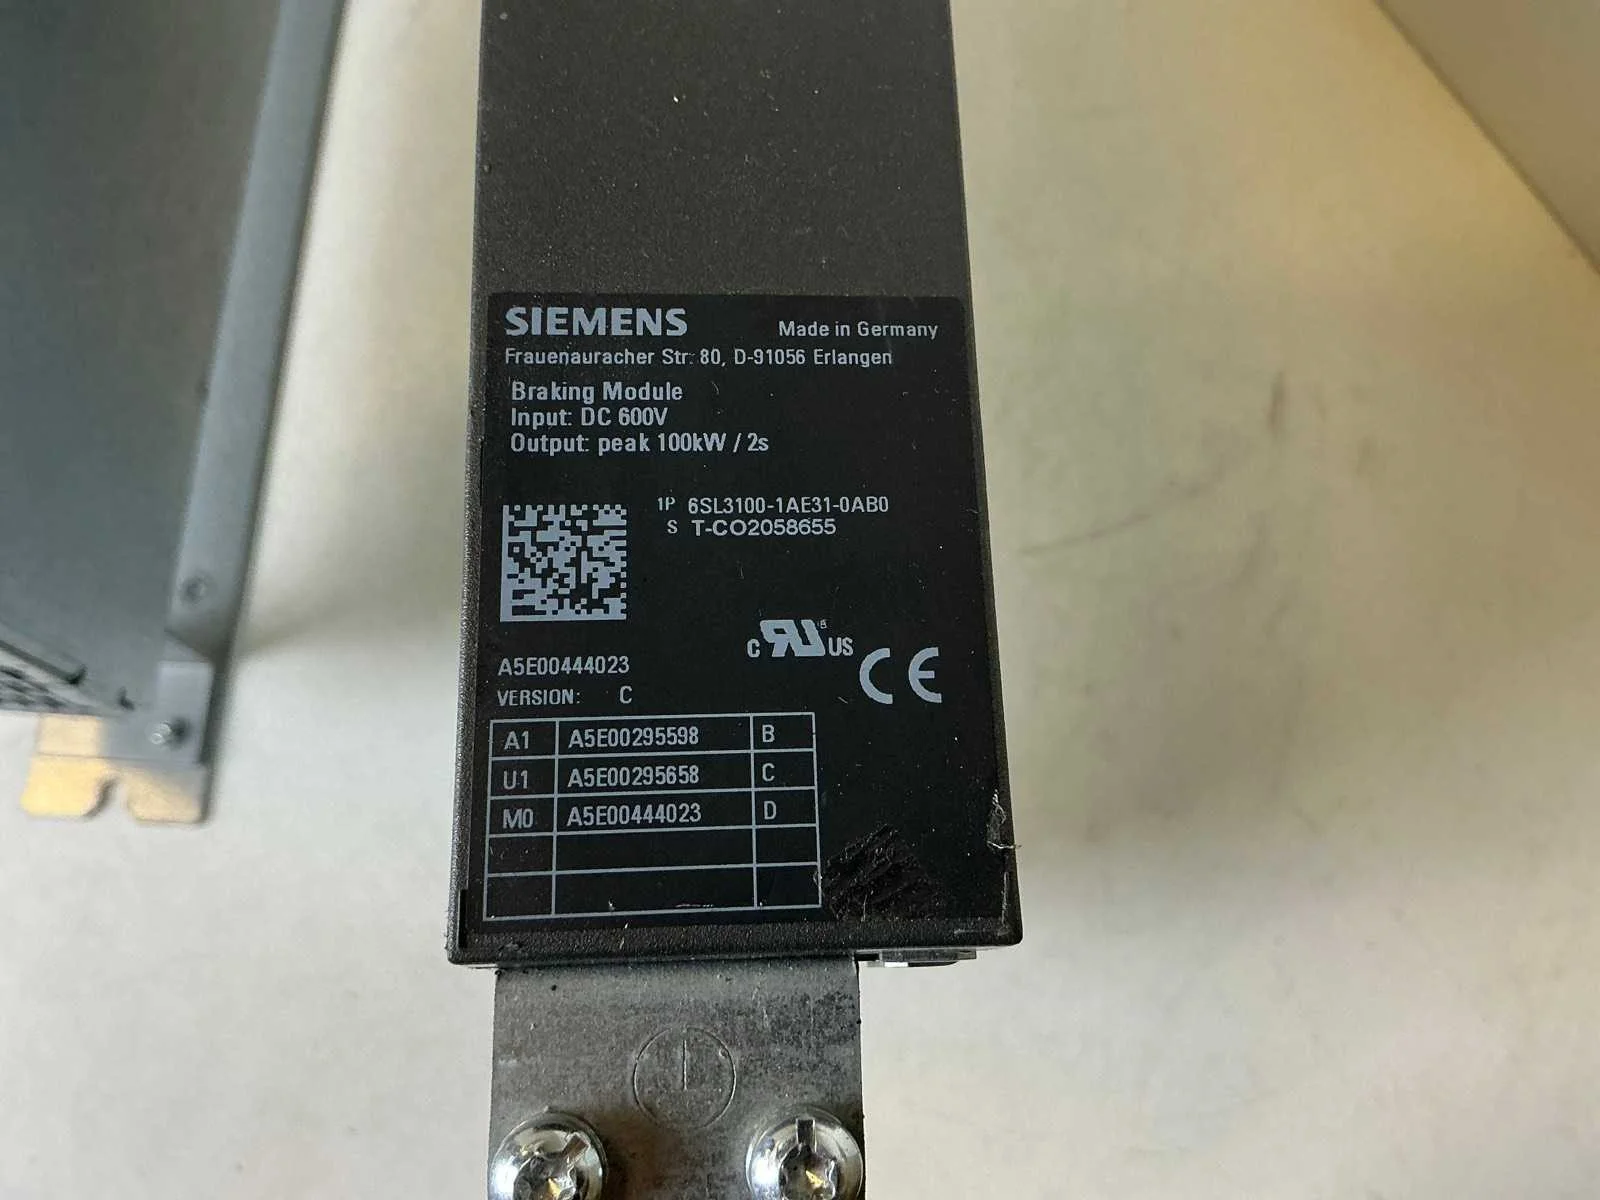 SIEMENS Made in Germany
Frauenauracher Str. 80, D-91056 Erlangen
Braking Module
Input: DC 600V
Output: peak 100kW / 2s
1P 6SL3100-1AE31-0AB0
S T-CO2058655
C RU US
CE
A5E00444023
VERSION: C
A1 A5E00295598 B
U1 A5E00295658 C
M0 A5E00444023 D